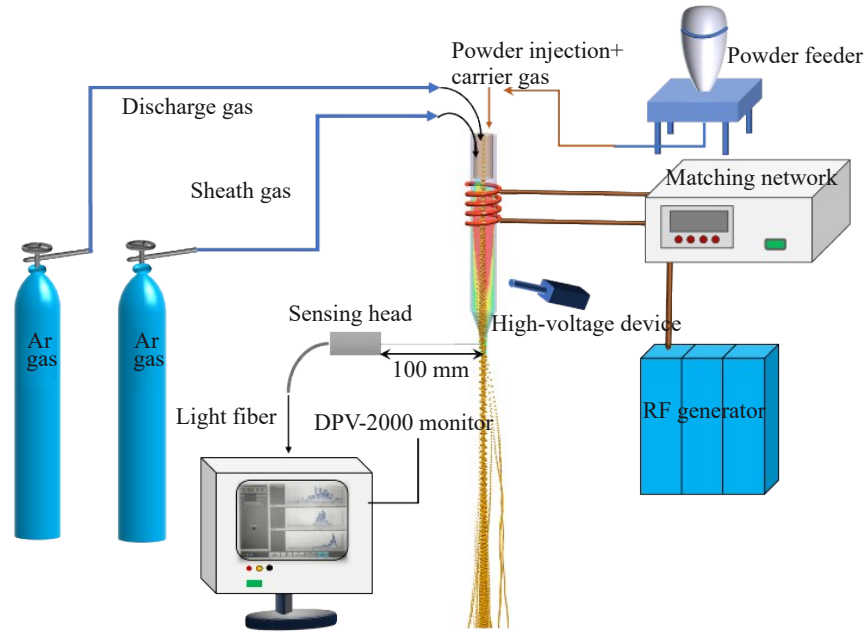 Powder injection+
carrier gas
Powder feeder
Discharge gas
Matching network
Sheath gas
Sensing head
High-voltage device
Ar
gas
Ar
gas
100 mm
RF generator
Light fiber
DPV-2000 monitor